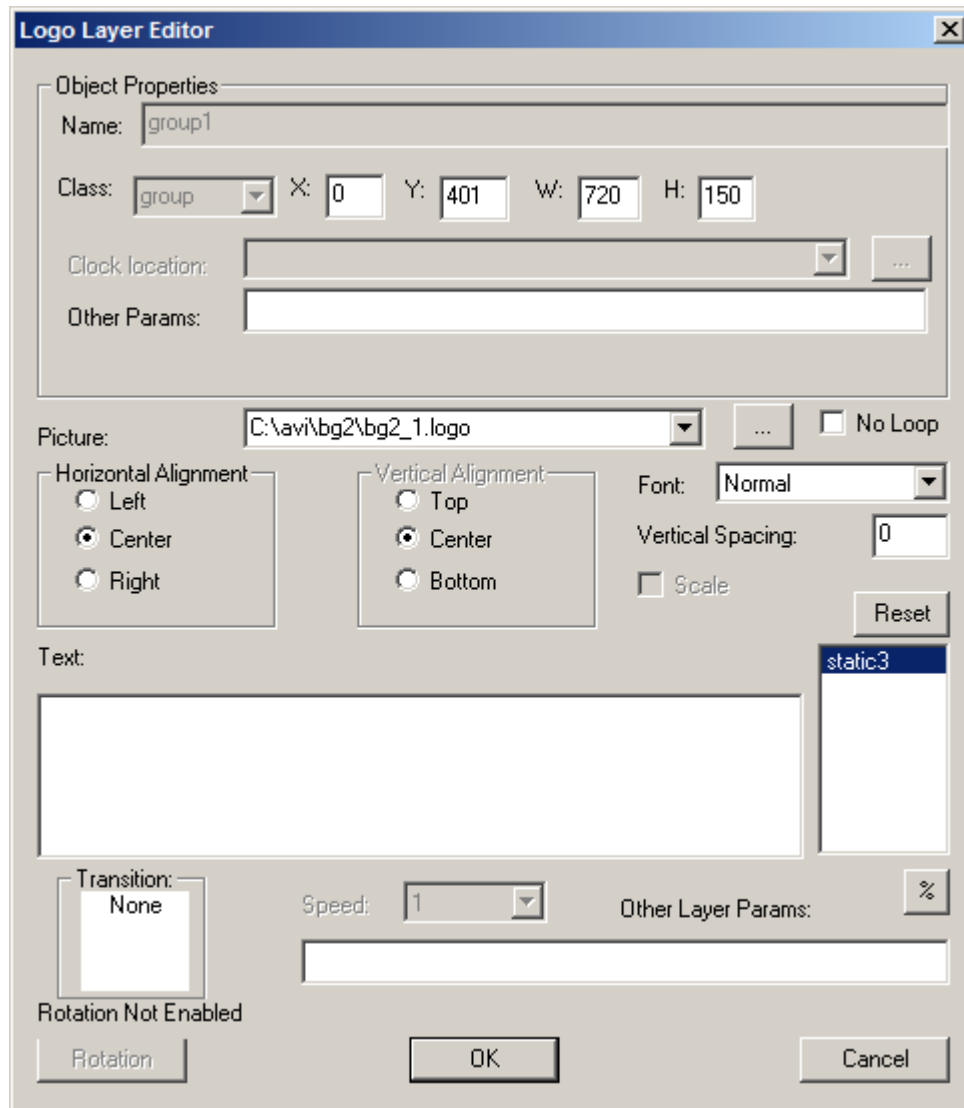 Logo Layer Editor
Object Properties
Name: group1
Class: group X: 0 Y: 401 W: 720 H: 150
Clock location: ...
Other Params:
Picture: C:\avi\bg2\bg2_1.logo ... No Loop
Horizontal Alignment Vertical Alignment Font: Normal
Left Top
Center Center Vertical Spacing: 0
Right Bottom Scale
Reset
Text: static3
Transition: %
None Speed: 1 Other Layer Params:
Rotation Not Enabled
Rotation OK Cancel